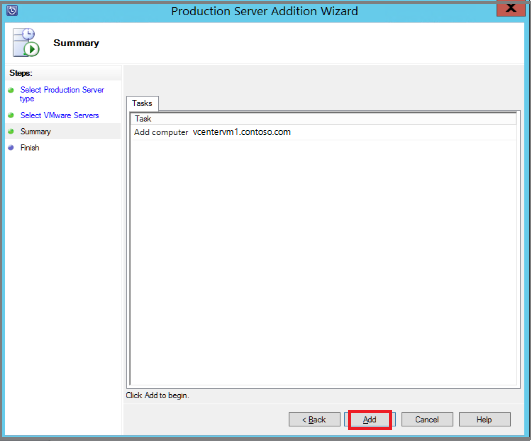 Production Server Addition Wizard
X
Summary
Steps:
Select Production Server
type
Select VMware Servers
Summary
Finish
Tasks
Task
Add computer vcentervm1.contoso.com
Click Add to begin.
< Back
Add
Cancel
Help